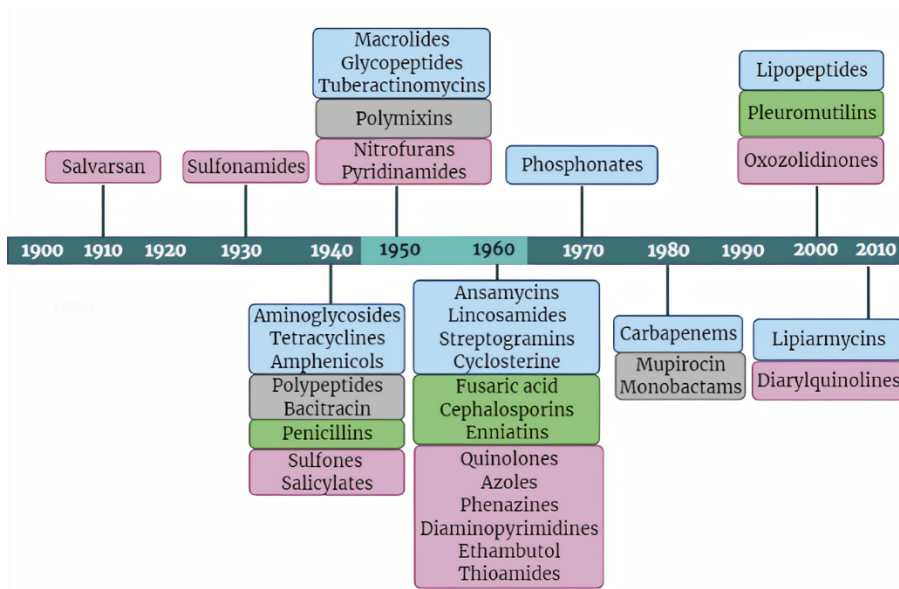 Macrolides
Glycopeptides
Tuberactinomycins
Polymixins
Nitrofurans
Pyridinamides
Salvarsan
Sulfonamides
Phosphonates
Lipopeptides
Pleuromutilins
Oxozolidinones
1900 1910 1920 1930 1940 1950 1960 1970 1980 1990 2000 2010
Aminoglycosides
Tetracyclines
Amphenicols
Polypeptides
Bacitracin
Penicillins
Sulfones
Salicylates
Ansamycins
Lincosamides
Streptogramins
Cyclosterine
Fusaric acid
Cephalosporins
Enniatins
Quinolones
Azoles
Phenazines
Diaminopyrimidines
Ethambutol
Thioamides
Carbapenems
Mupirocin
Monobactams
Lipiarmycins
Diarylquinolines